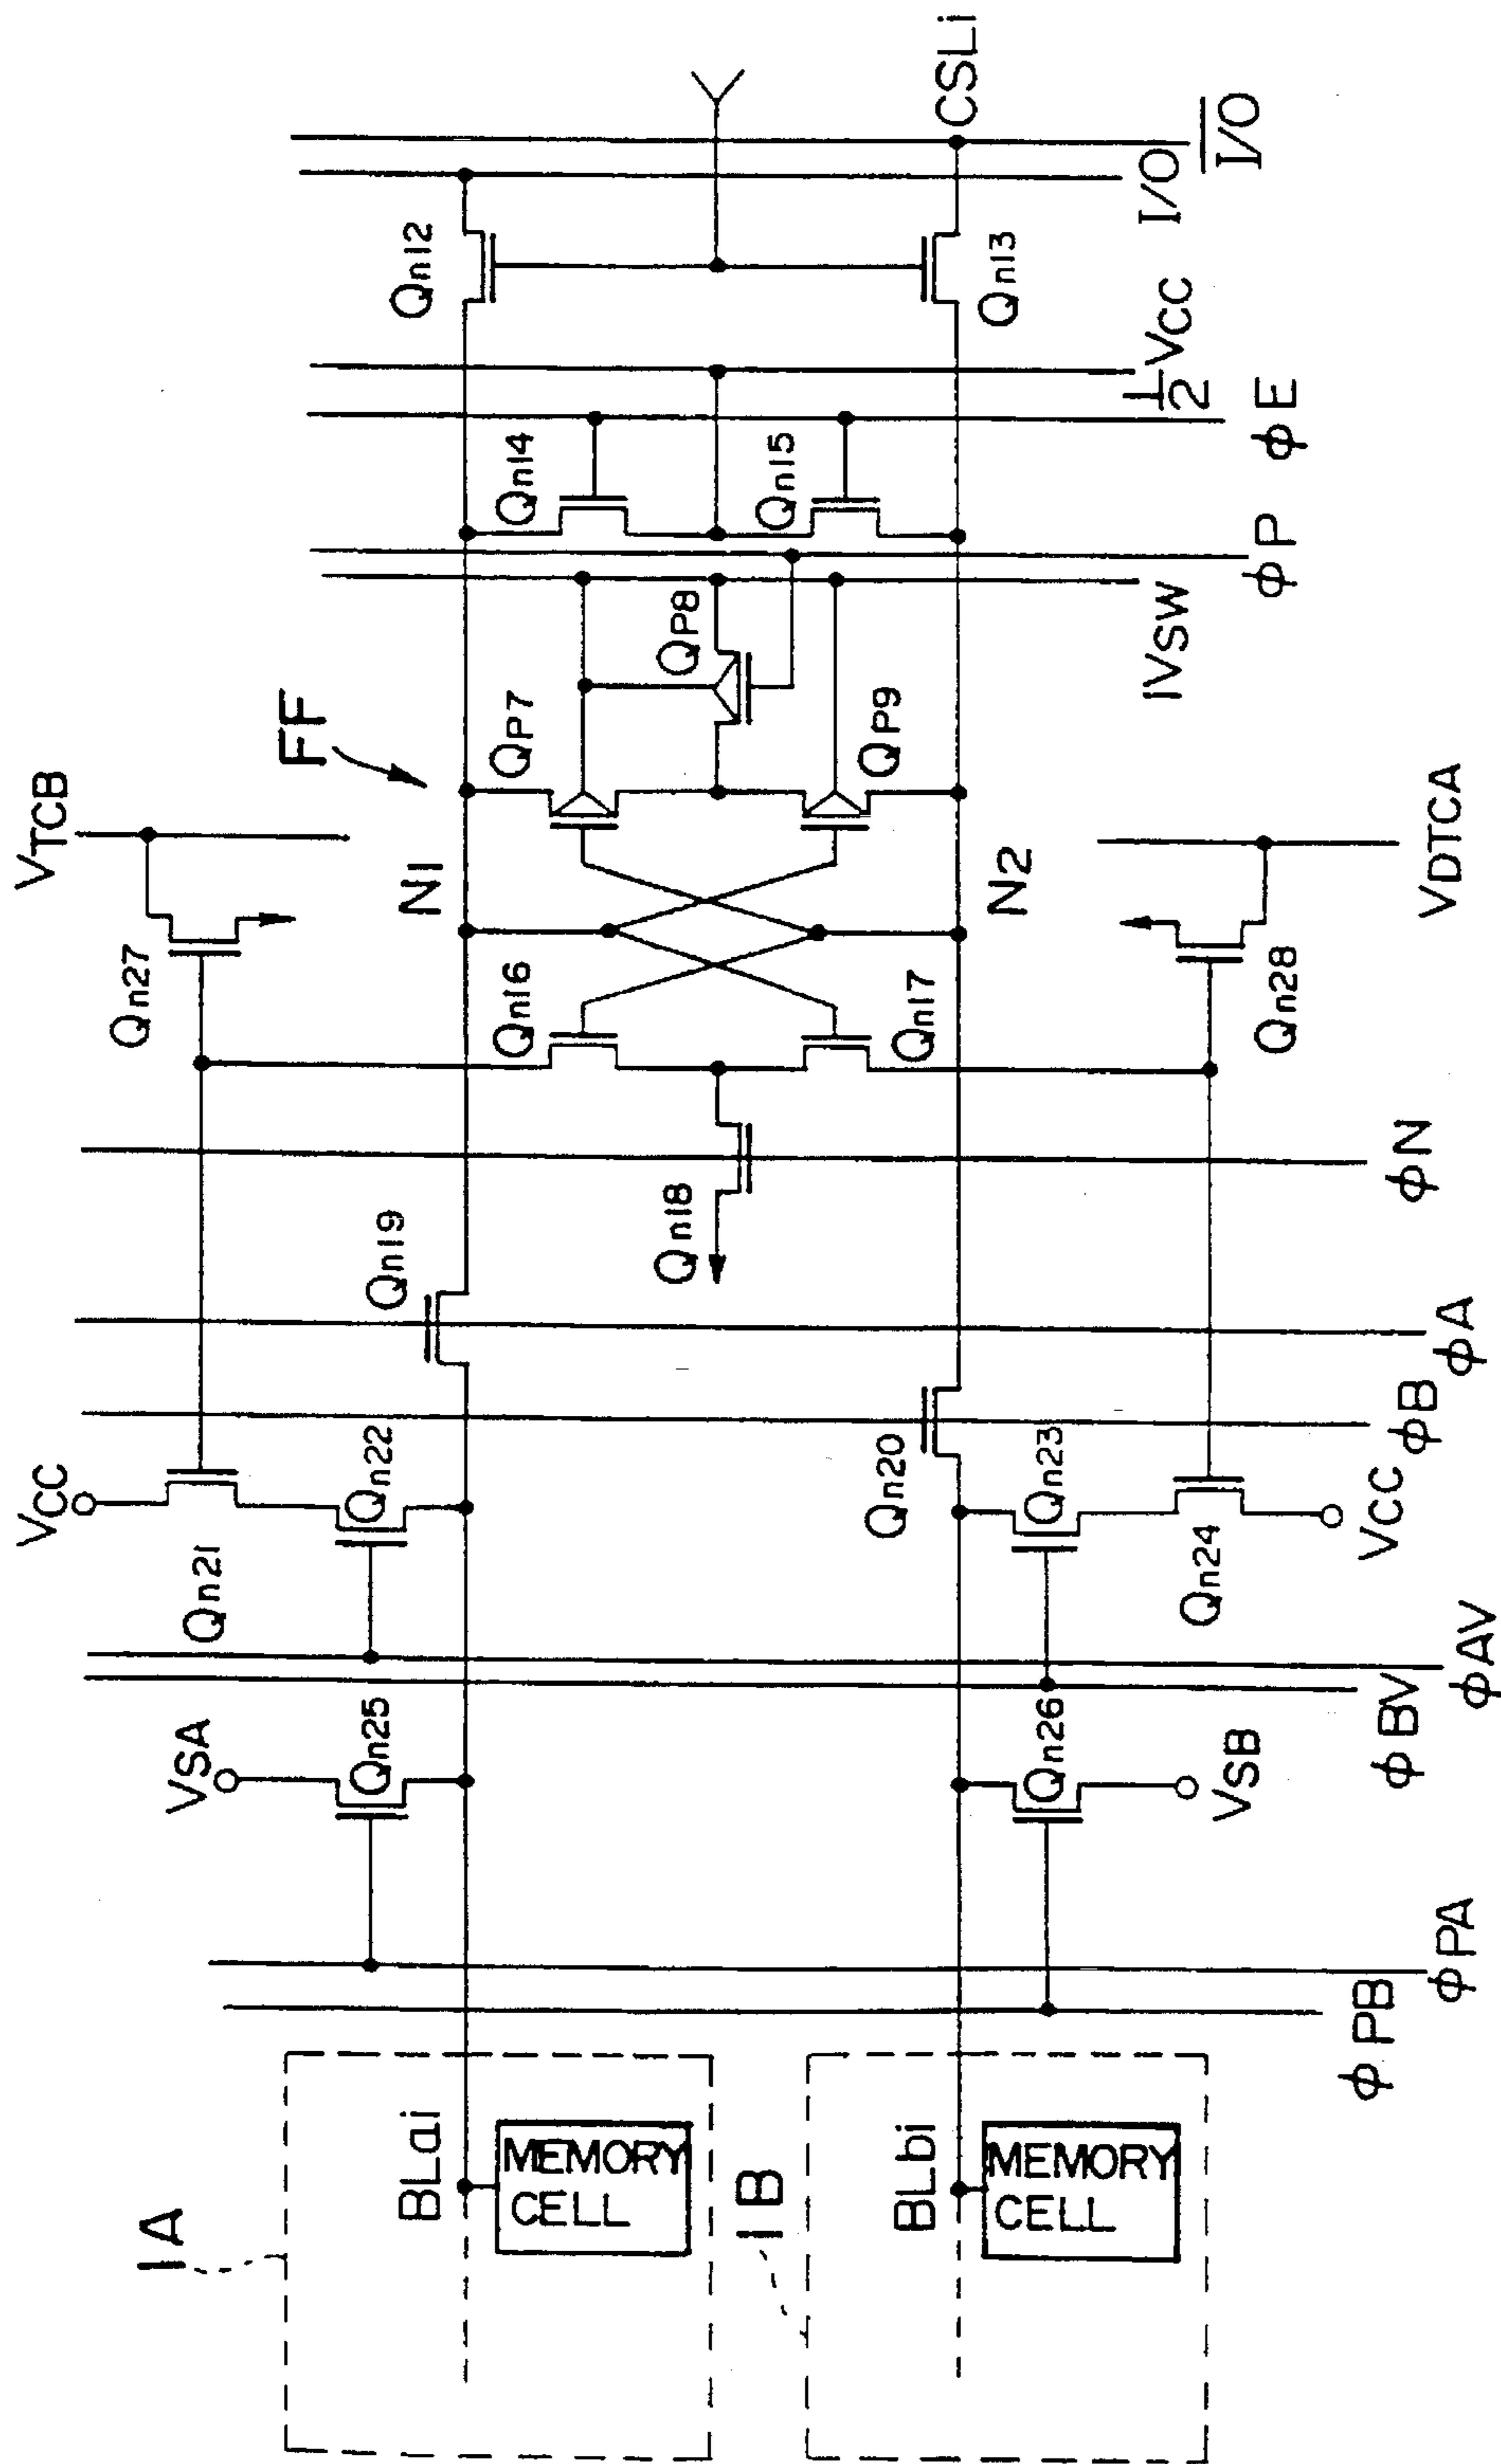 1A
BLai
MEMORY
CELL
1B
BLbi
MEMORY
CELL
φPB
φPA
VSA
Qn25
Qn26
VSB
φBV
φAV
VCC
Qn21
Qn22
Qn20
Qn23
Qn24
VCC
φB
φA
Qn19
Qn18
φN
VTCB
Qn27
N1
Qn16
Qn17
N2
Qn28
VDTCA
FF
QP7
QP8
QP9
IVSW
φP
Qn14
Qn15
φE
1/2 VCC
Qn12
Qn13
I/O
I/O
CSLi